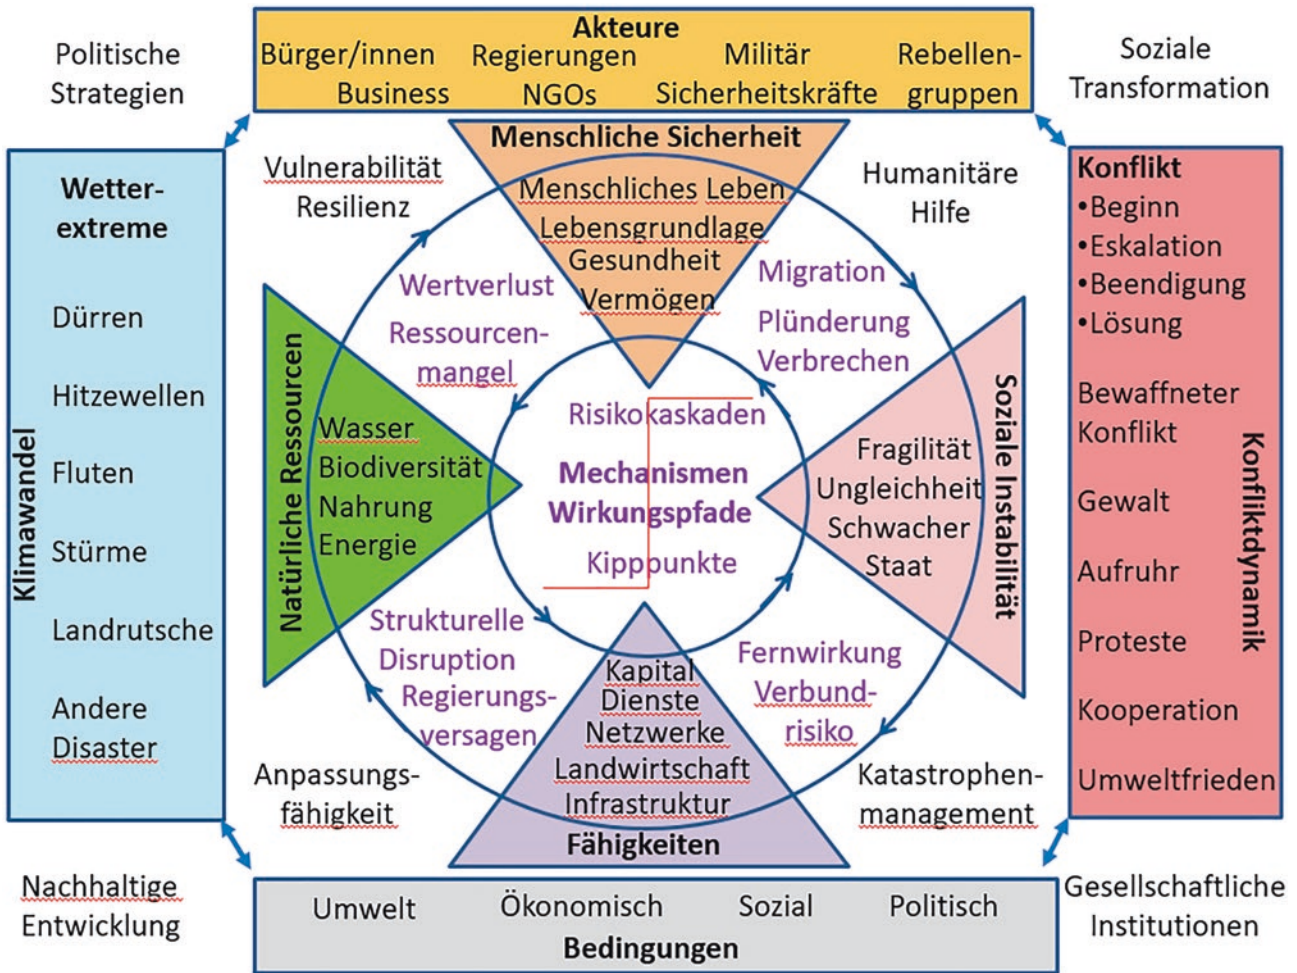 Politische
Strategien
Akteure
Bürger/innen Regierungen Militär Rebellen-
Business NGOs Sicherheitskräfte gruppen
Soziale
Transformation
Klimawandel
Wetter-
extreme
Dürren
Hitzewellen
Fluten
Stürme
Landrutsche
Andere
Disaster
Vulnerabilität
Resilienz
Menschliche Sicherheit
Menschliches Leben
Lebensgrundlage
Gesundheit
Vermögen
Humanitäre
Hilfe
Wertverlust
Ressourcen-
mangel
Migration
Plünderung
Verbrechen
Natürliche Ressourcen
Wasser
Biodiversität
Nahrung
Energie
Risikokaskaden
Mechanismen
Wirkungspfade
Kipppunkte
Fragilität
Ungleichheit
Schwacher
Staat
Soziale Instabilität
Strukturelle
Disruption
Regierungs-
versagen
Fernwirkung
Verbund-
risiko
Kapital
Dienste
Netzwerke
Landwirtschaft
Infrastruktur
Fähigkeiten
Anpassungs-
fähigkeit
Katastrophen-
management
Konflikt
•Beginn
•Eskalation
•Beendigung
•Lösung
Bewaffneter
Konflikt
Gewalt
Aufruhr
Proteste
Kooperation
Umweltfrieden
Konfliktdynamik
Nachhaltige
Entwicklung
Umwelt Ökonomisch Sozial Politisch
Bedingungen
Gesellschaftliche
Institutionen